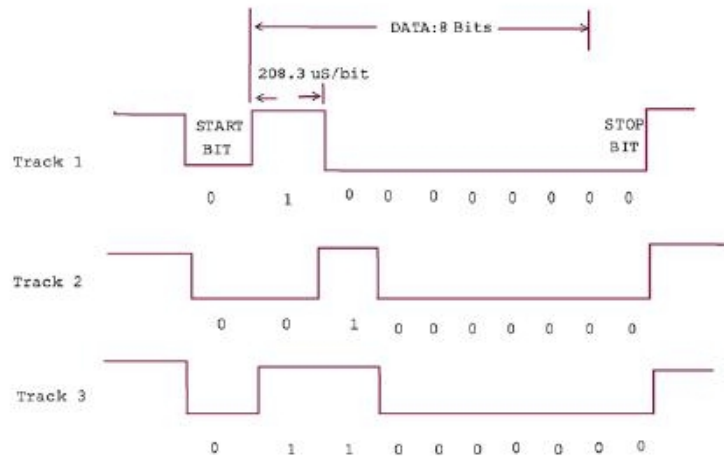 DATA:8 Bits
208.3 uS/bit
START
BIT
STOP
BIT
Track 1
0 1 0 0 0 0 0 0 0 0
Track 2
0 0 1 0 0 0 0 0 0 0
Track 3
0 1 1 0 0 0 0 0 0 0